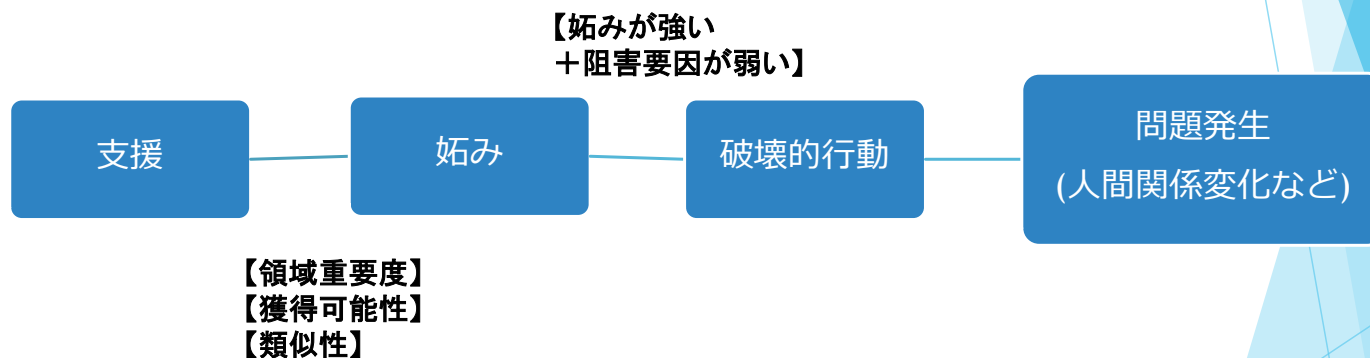 【妬みが強い
＋阻害要因が弱い】
支援
妬み
破壊的行動
問題発生
(人間関係変化など)
【領域重要度】
【獲得可能性】
【類似性】